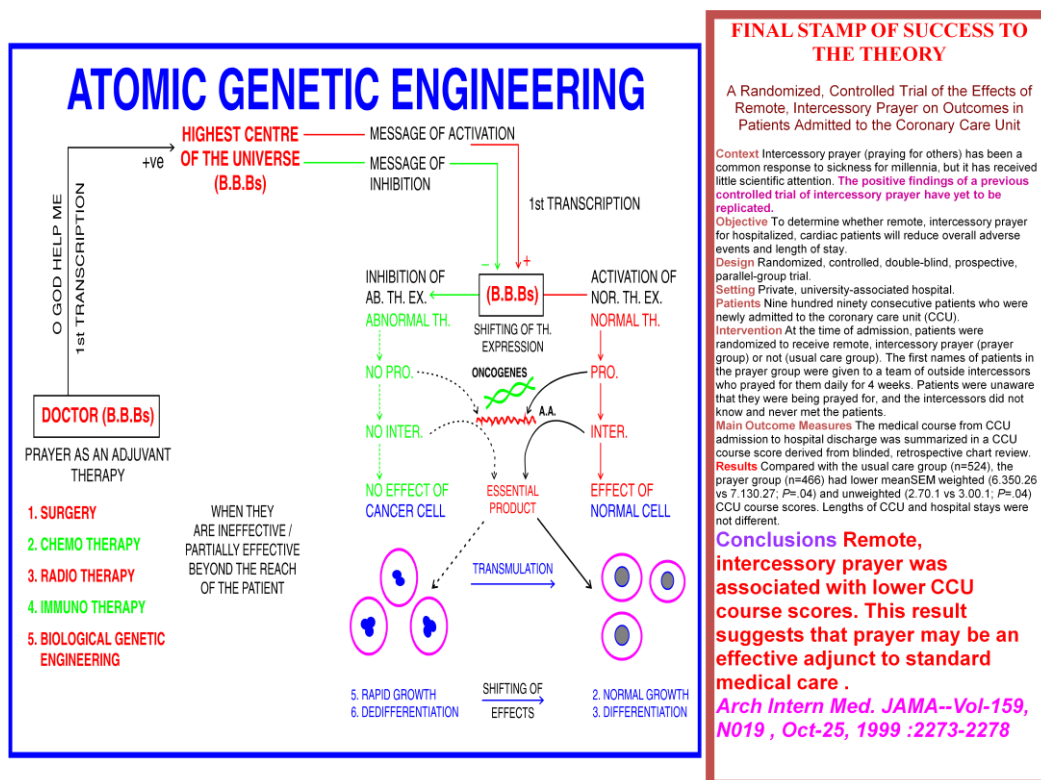 ATOMIC GENETIC ENGINEERING
HIGHEST CENTRE
OF THE UNIVERSE
(B.B.Bs)
+ve
MESSAGE OF ACTIVATION
MESSAGE OF
INHIBITION
1st TRANSCRIPTION
O GOD HELP ME
1st TRANSCRIPTION
DOCTOR (B.B.Bs)
PRAYER AS AN ADJUVANT
THERAPY
1. SURGERY
2. CHEMO THERAPY
3. RADIO THERAPY
4. IMMUNO THERAPY
5. BIOLOGICAL GENETIC
ENGINEERING
WHEN THEY
ARE INEFFECTIVE /
PARTIALLY EFFECTIVE
BEYOND THE REACH
OF THE PATIENT
– +
INHIBITION OF
AB. TH. EX.
ABNORMAL TH.
NO PRO.
NO INTER.
NO EFFECT OF
CANCER CELL
(B.B.Bs)
SHIFTING OF TH.
EXPRESSION
ONCOGENES
A.A.
ESSENTIAL
PRODUCT
ACTIVATION OF
NOR. TH. EX.
NORMAL TH.
PRO.
INTER.
EFFECT OF
NORMAL CELL
TRANSMULATION
5. RAPID GROWTH
6. DEDIFFERENTIATION
SHIFTING OF
EFFECTS
2. NORMAL GROWTH
3. DIFFERENTIATION
FINAL STAMP OF SUCCESS TO
THE THEORY
A Randomized, Controlled Trial of the Effects of
Remote, Intercessory Prayer on Outcomes in
Patients Admitted to the Coronary Care Unit
Context Intercessory prayer (praying for others) has been a
common response to sickness for millennia, but it has received
little scientific attention. The positive findings of a previous
controlled trial of intercessory prayer have yet to be
replicated.
Objective To determine whether remote, intercessory prayer
for hospitalized, cardiac patients will reduce overall adverse
events and length of stay.
Design Randomized, controlled, double-blind, prospective,
parallel-group trial.
Setting Private, university-associated hospital.
Patients Nine hundred ninety consecutive patients who were
newly admitted to the coronary care unit (CCU).
Intervention At the time of admission, patients were
randomized to receive remote, intercessory prayer (prayer
group) or not (usual care group). The first names of patients in
the prayer group were given to a team of outside intercessors
who prayed for them daily for 4 weeks. Patients were unaware
that they were being prayed for, and the intercessors did not
know and never met the patients.
Main Outcome Measures The medical course from CCU
admission to hospital discharge was summarized in a CCU
course score derived from blinded, retrospective chart review.
Results Compared with the usual care group (n=524), the
prayer group (n=466) had lower meanSEM weighted (6.350.26
vs 7.130.27; P=.04) and unweighted (2.70.1 vs 3.00.1; P=.04)
CCU course scores. Lengths of CCU and hospital stays were
not different.
Conclusions Remote,
intercessory prayer was
associated with lower CCU
course scores. This result
suggests that prayer may be an
effective adjunct to standard
medical care .
Arch Intern Med. JAMA--Vol-159,
N019 , Oct-25, 1999 :2273-2278